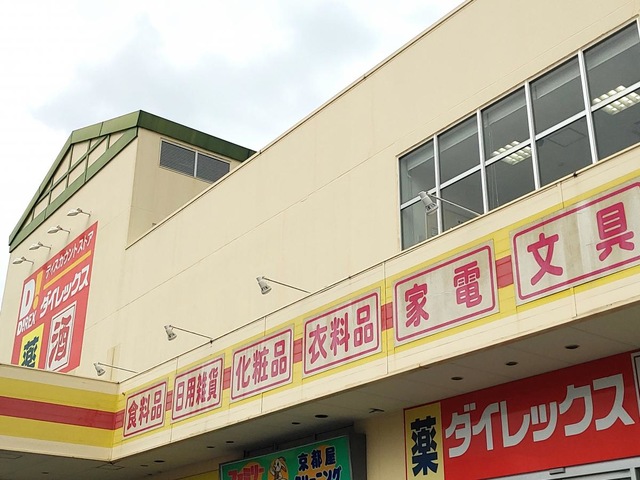 D!
DiREX
ディスカウントストア
ダイレックス
薬
酒
食料品
日用雑貨
化粧品
衣料品
家電
文具
薬
ダイレックス
京都屋
クリーニング